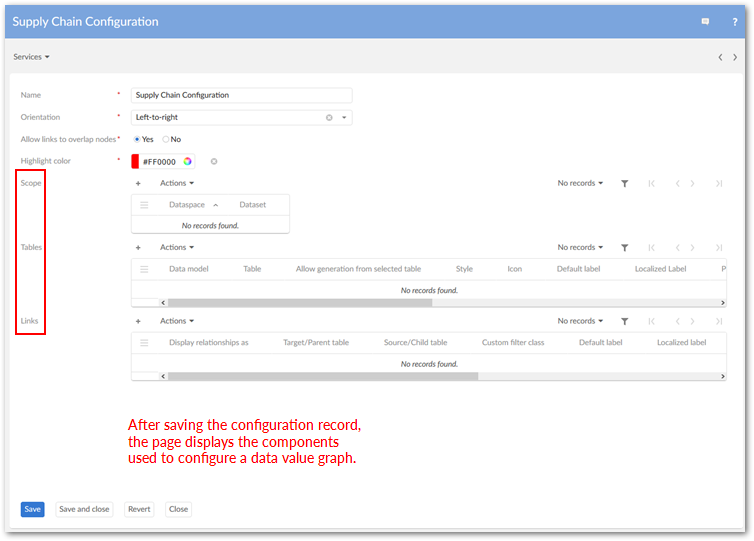 Supply Chain Configuration
?
Services
Name * Supply Chain Configuration
Orientation * Left-to-right
Allow links to overlap nodes * Yes No
Highlight color * #FF0000
Scope + Actions No records
Dataspace Dataset
No records found.
Tables + Actions No records
Data model Table Allow generation from selected table Style Icon Default label Localized Label P
No records found.
Links + Actions No records
Display relationships as Target/Parent table Source/Child table Custom filter class Default label Localized label
No records found.
After saving the configuration record,
the page displays the components
used to configure a data value graph.
Save Save and close Revert Close